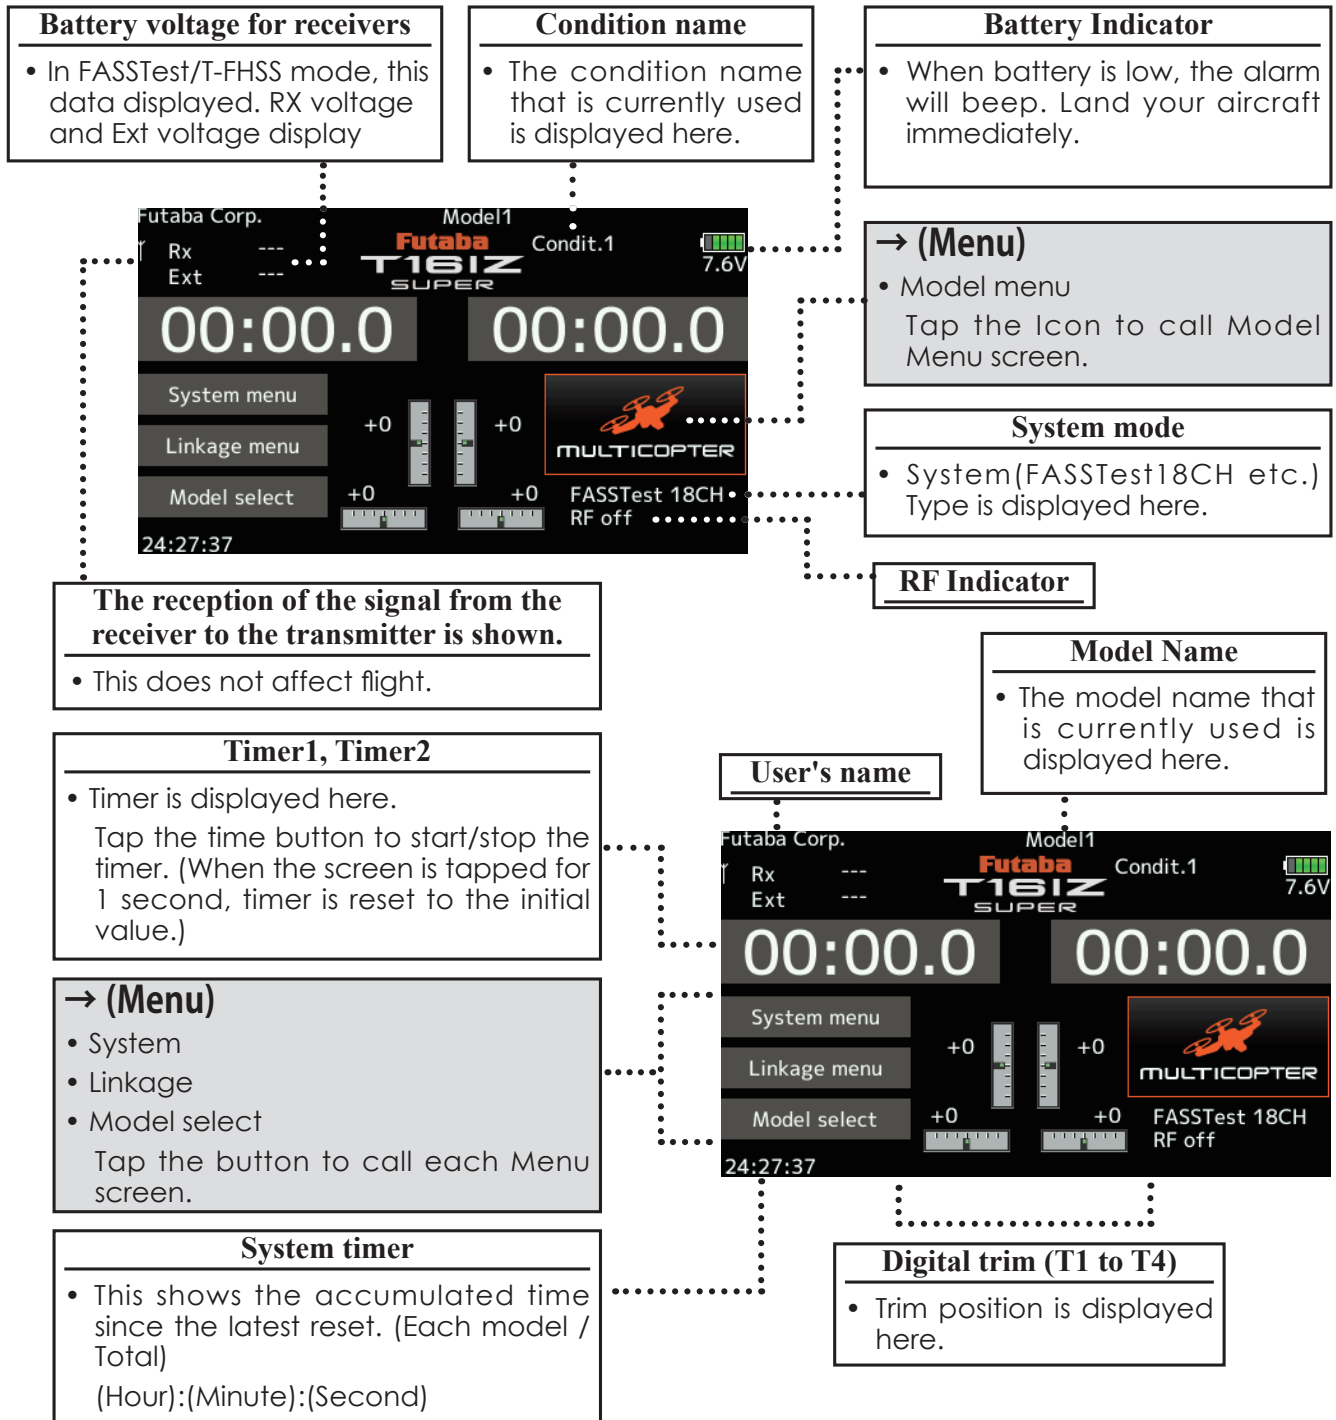 Battery voltage for receivers
• In FASSTest/T-FHSS mode, this
data displayed. RX voltage
and Ext voltage display
Condition name
• The condition name
that is currently used
is displayed here.
Battery Indicator
• When battery is low, the alarm
will beep. Land your aircraft
immediately.
Futaba Corp.
Model1
Rx ---
Ext ---
Futaba
T16IZ
SUPER
Condit.1
7.6V
00:00.0
00:00.0
System menu
Linkage menu
Model select
+0
+0
+0
+0
MULTICOPTER
FASSTest 18CH
RF off
24:27:37
→ (Menu)
• Model menu
Tap the Icon to call Model
Menu screen.
System mode
• System(FASSTest18CH etc.)
Type is displayed here.
RF Indicator
The reception of the signal from the
receiver to the transmitter is shown.
• This does not affect flight.
Model Name
• The model name that
is currently used is
displayed here.
Timer1, Timer2
• Timer is displayed here.
Tap the time button to start/stop the
timer. (When the screen is tapped for
1 second, timer is reset to the initial
value.)
User's name
Futaba Corp.
Model1
Rx ---
Ext ---
Futaba
T16IZ
SUPER
Condit.1
7.6V
00:00.0
00:00.0
System menu
Linkage menu
Model select
+0
+0
+0
+0
MULTICOPTER
FASSTest 18CH
RF off
24:27:37
→ (Menu)
• System
• Linkage
• Model select
Tap the button to call each Menu
screen.
System timer
• This shows the accumulated time
since the latest reset. (Each model /
Total)
(Hour):(Minute):(Second)
Digital trim (T1 to T4)
• Trim position is displayed
here.